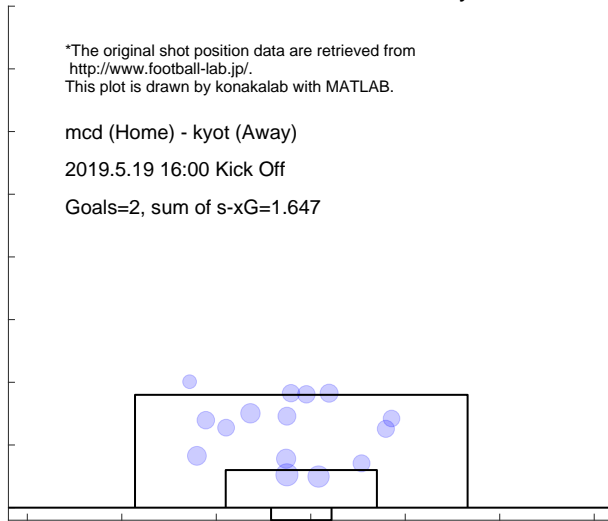 *The original shot position data are retrieved from
http://www.football-lab.jp/.
This plot is drawn by konakalab with MATLAB.
mcd (Home) - kyot (Away)
2019.5.19 16:00 Kick Off
Goals=2, sum of s-xG=1.647